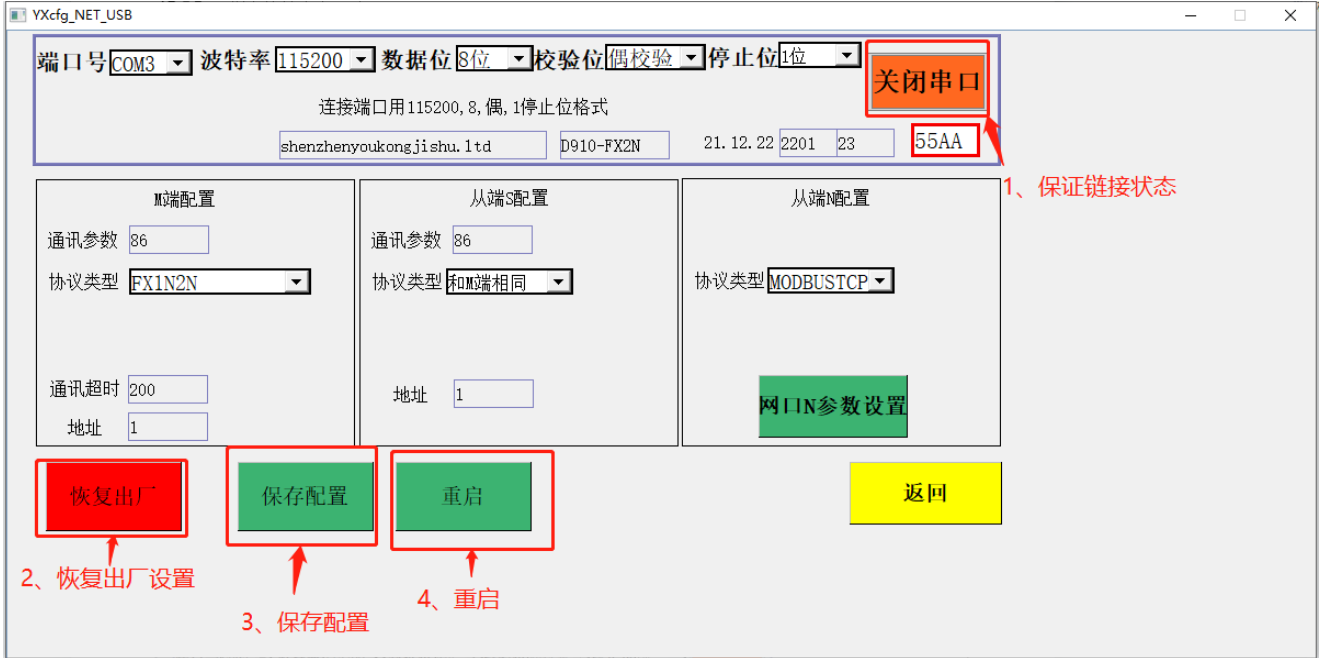 YXcfg_NET_USB
端口号 COM3 波特率 115200 数据位 8位 校验位 偶校验 停止位 1位
关闭串口
连接端口用115200,8,偶,1停止位格式
shenzhenyoukongjishu.ltd D910-FX2N 21.12.22 2201 23 55AA
1、保证链接状态
M端配置
通讯参数 86
协议类型 FX1N2N
通讯超时 200
地址 1
从端S配置
通讯参数 86
协议类型 和M端相同
地址 1
从端N配置
协议类型 MODBUSTCP
网口N参数设置
恢复出厂 保存配置 重启 返回
2、恢复出厂设置
3、保存配置
4、重启